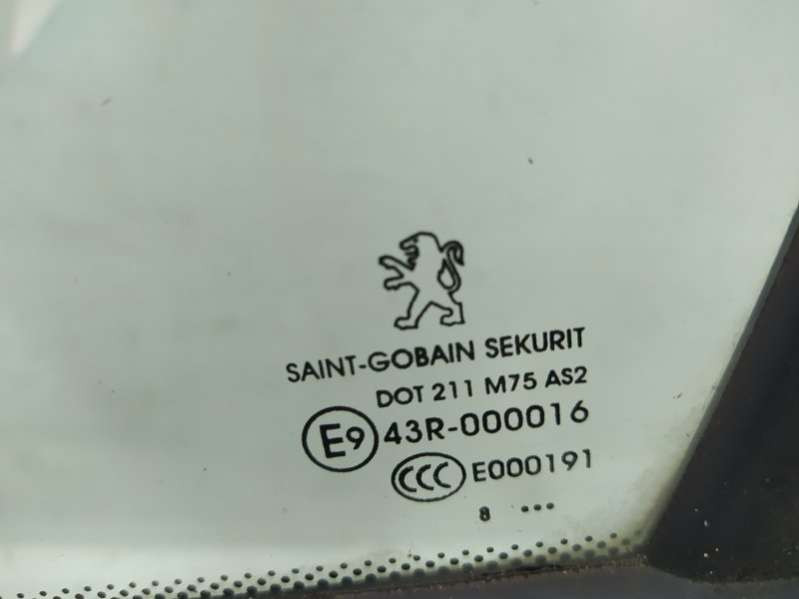 SAINT-GOBAIN SEKURIT
DOT 211 M75 AS2
E9 43R-000016
CCC E000191
8 ...